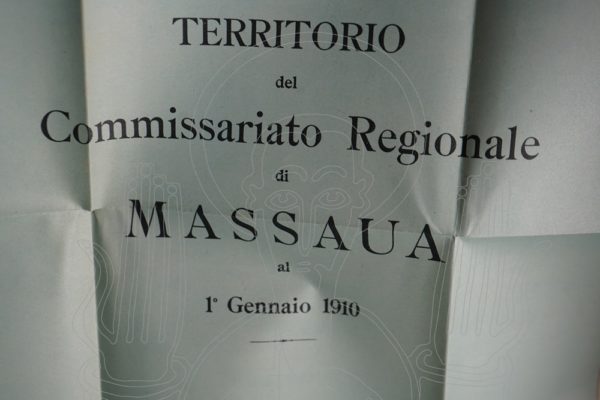 TERRITORIO
del
Commissariato Regionale
di
MASSAUA
al
1° Gennaio 1910